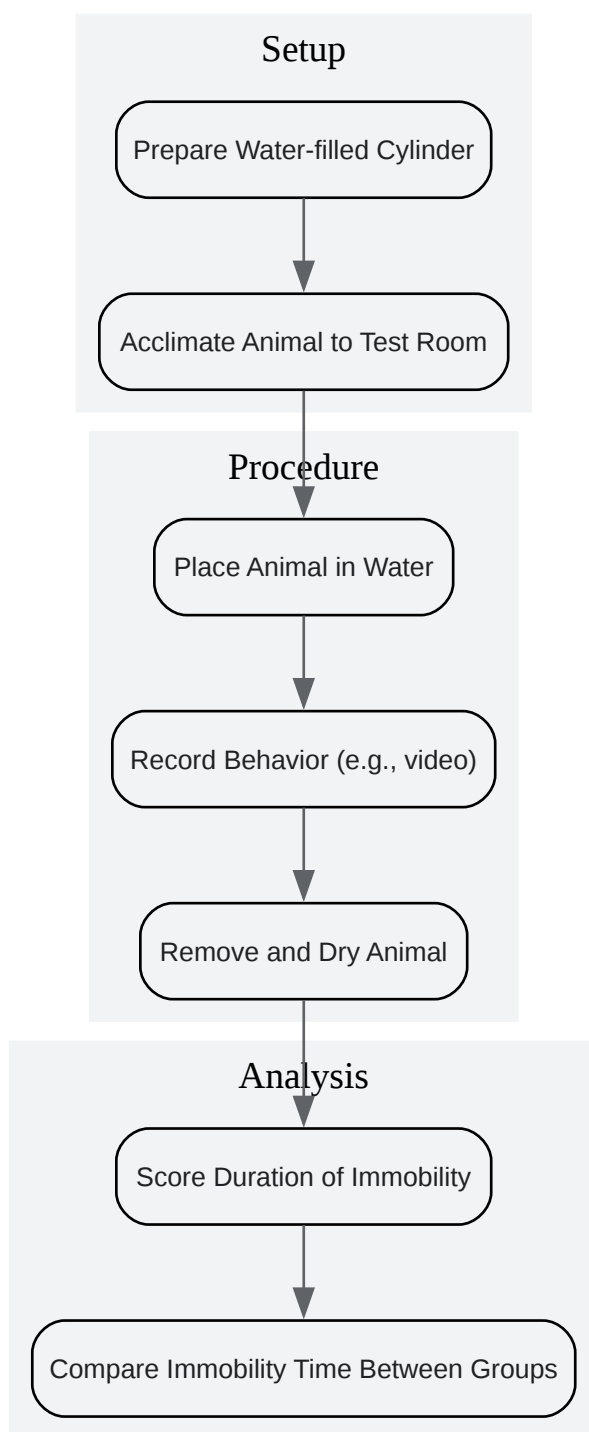 Setup
Prepare Water-filled Cylinder
Acclimate Animal to Test Room
Procedure
Place Animal in Water
Record Behavior (e.g., video)
Remove and Dry Animal
Analysis
Score Duration of Immobility
Compare Immobility Time Between Groups